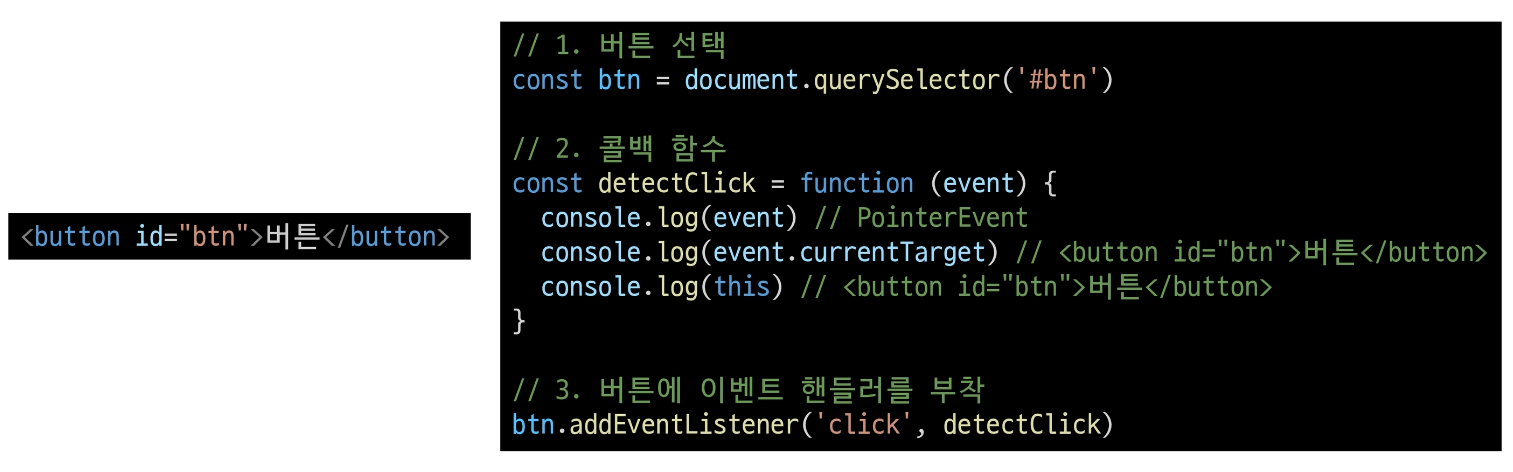 <button id="btn">버튼</button>
// 1. 버튼 선택
const btn = document.querySelector('#btn')
// 2. 콜백 함수
const detectClick = function (event) {
  console.log(event) // PointerEvent
  console.log(event.currentTarget) // <button id="btn">버튼</button>
  console.log(this) // <button id="btn">버튼</button>
}
// 3. 버튼에 이벤트 핸들러를 부착
btn.addEventListener('click', detectClick)